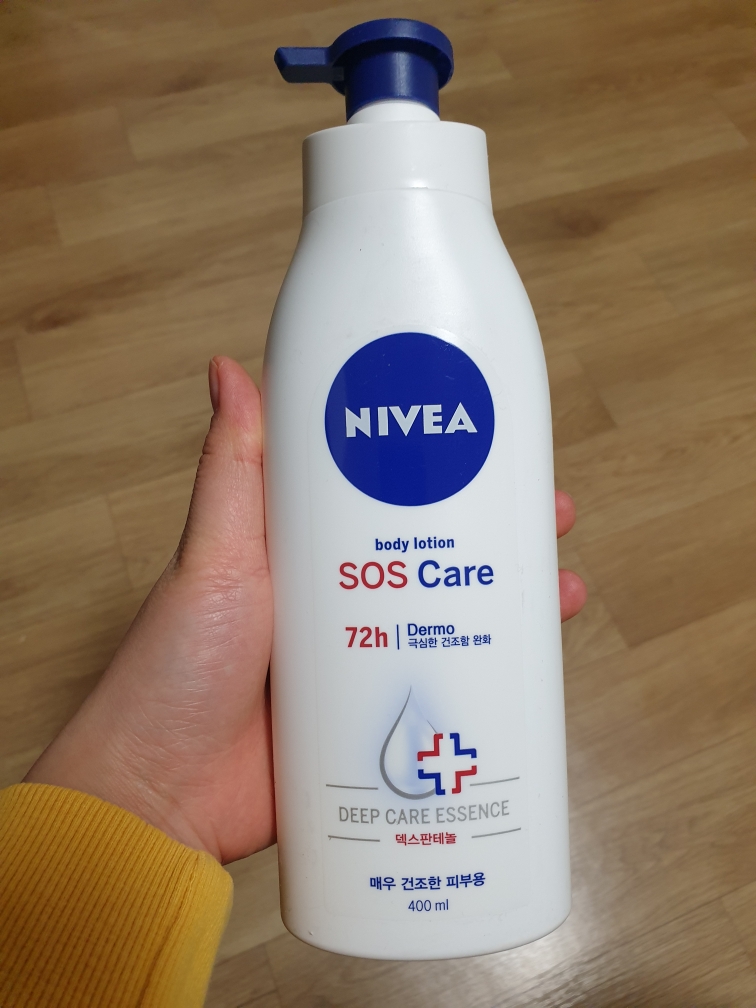 NIVEA
body lotion
SOS Care
72h | Dermo
극심한 건조함 완화
DEEP CARE ESSENCE
덱스판테놀
매우 건조한 피부용
400 ml